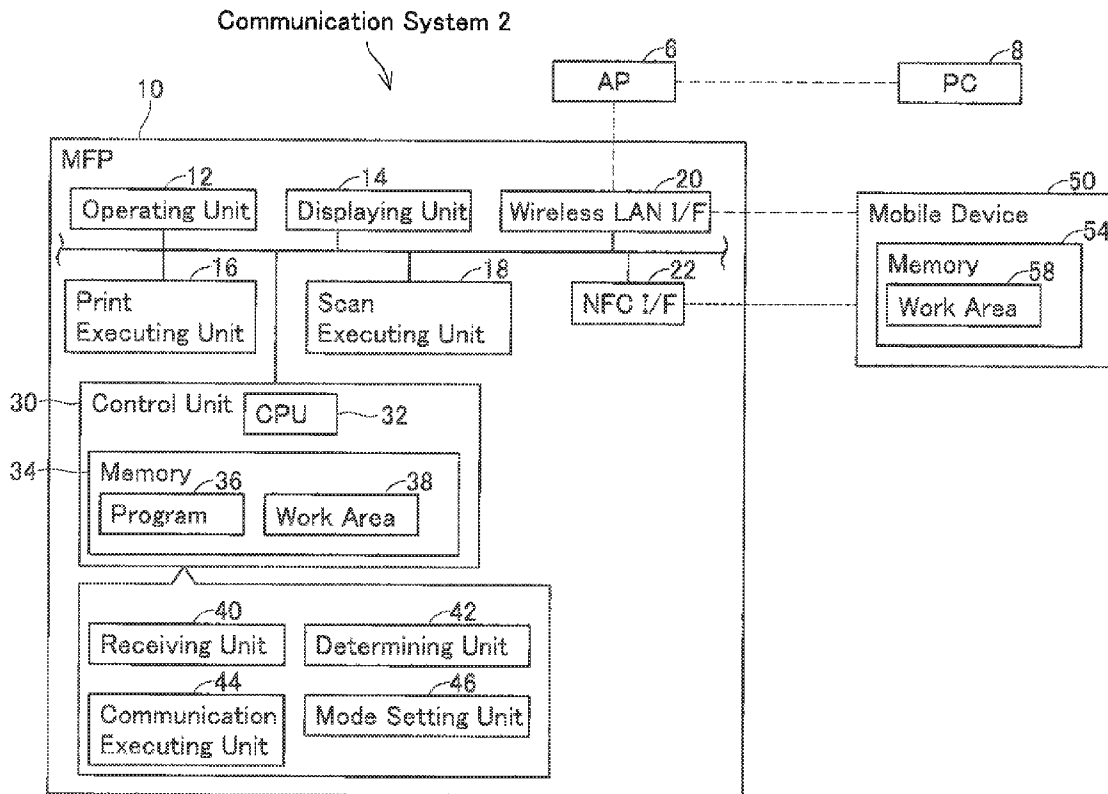 Communication System 2
6
AP
8
PC
10
MFP
12
Operating Unit
14
Displaying Unit
20
Wireless LAN I/F
50
Mobile Device
54
Memory
58
Work Area
16
Print
Executing Unit
18
Scan
Executing Unit
22
NFC I/F
30
Control Unit
CPU
32
34
Memory
36
Program
38
Work Area
40
Receiving Unit
42
Determining Unit
44
Communication
Executing Unit
46
Mode Setting Unit